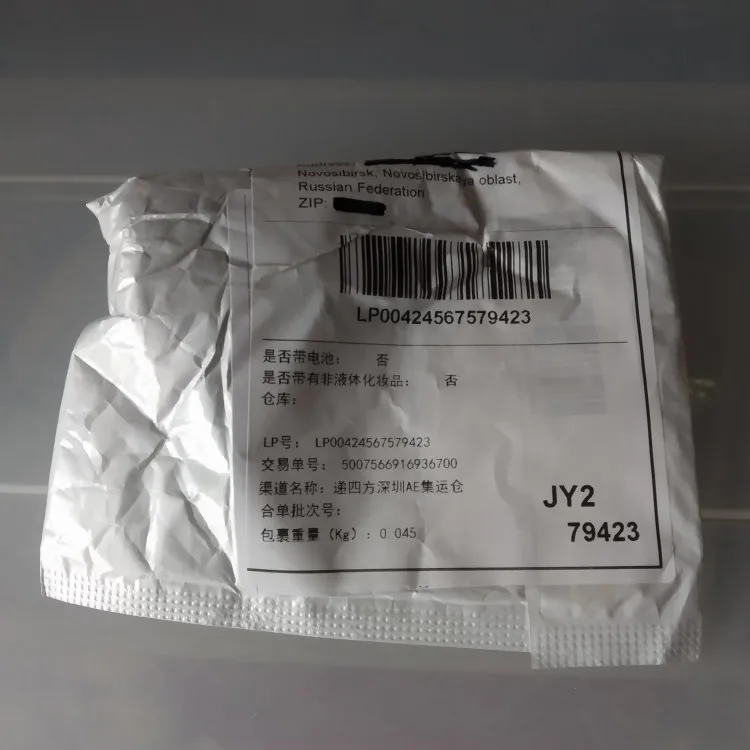 Address:
Novosibirsk, Novosibirskaya oblast,
Russian Federation
ZIP:
LP00424567579423
是否带电池： 否
是否带有非液体化妆品： 否
仓库：
LP号： LP00424567579423
交易单号： 5007566916936700
渠道名称： 递四方深圳AE集运仓
合单批次号：
包裹重量（Kg）：0.045
JY2
79423